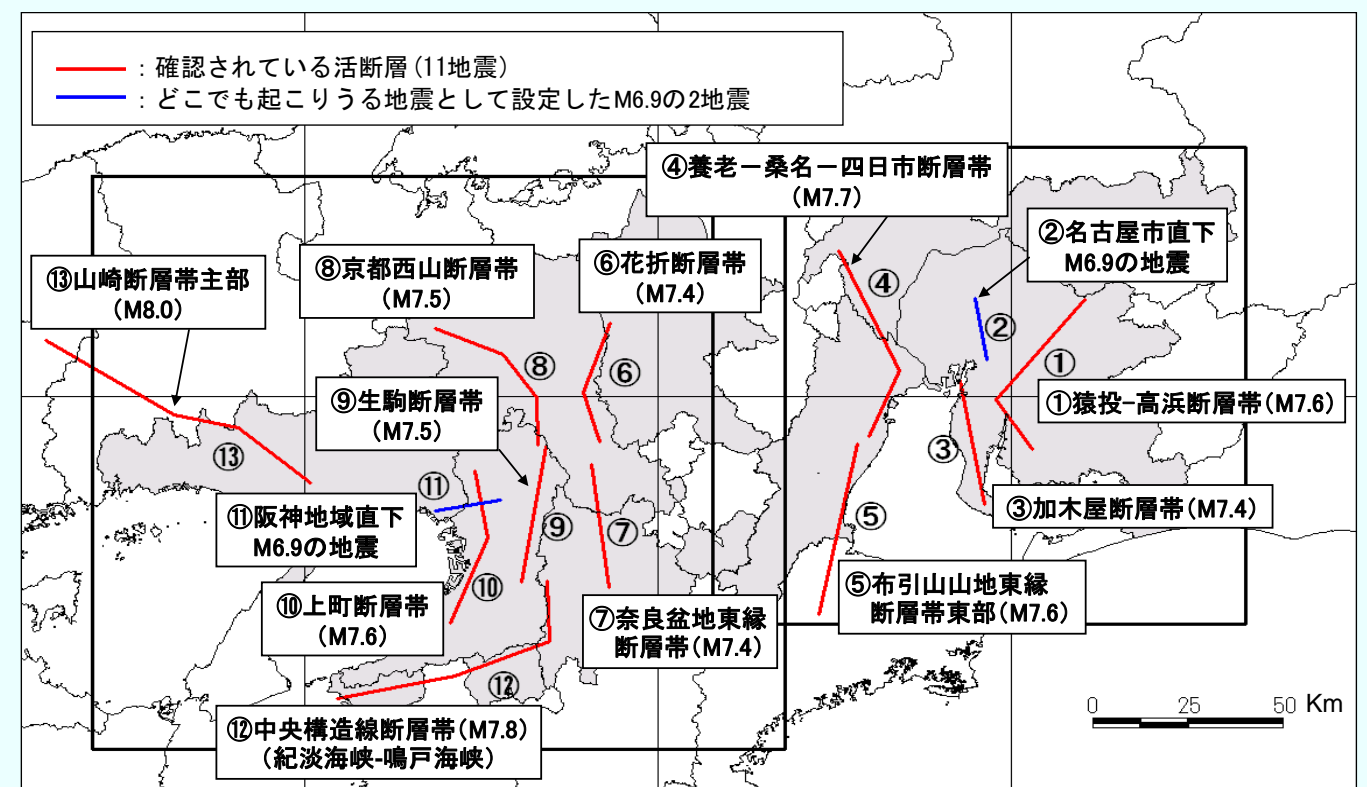 ：確認されている活断層（11地震）
：どこでも起こりうる地震として設定したM6.9の2地震
④養老－桑名－四日市断層帯
（M7.7）
②名古屋市直下
M6.9の地震
⑧京都西山断層帯
（M7.5）
⑥花折断層帯
（M7.4）
⑬山崎断層帯主部
（M8.0）
④
②
⑧
⑥
①
⑨生駒断層帯
（M7.5）
①猿投-高浜断層帯（M7.6）
⑬
③
⑪
⑪阪神地域直下
M6.9の地震
③加木屋断層帯（M7.4）
⑤
⑨
⑦
⑩
⑩上町断層帯
（M7.6）
⑦奈良盆地東縁
断層帯（M7.4）
⑤布引山山地東縁
断層帯東部（M7.6）
⑫
⑫中央構造線断層帯（M7.8）
（紀淡海峡-鳴戸海峡）
0 25 50 Km